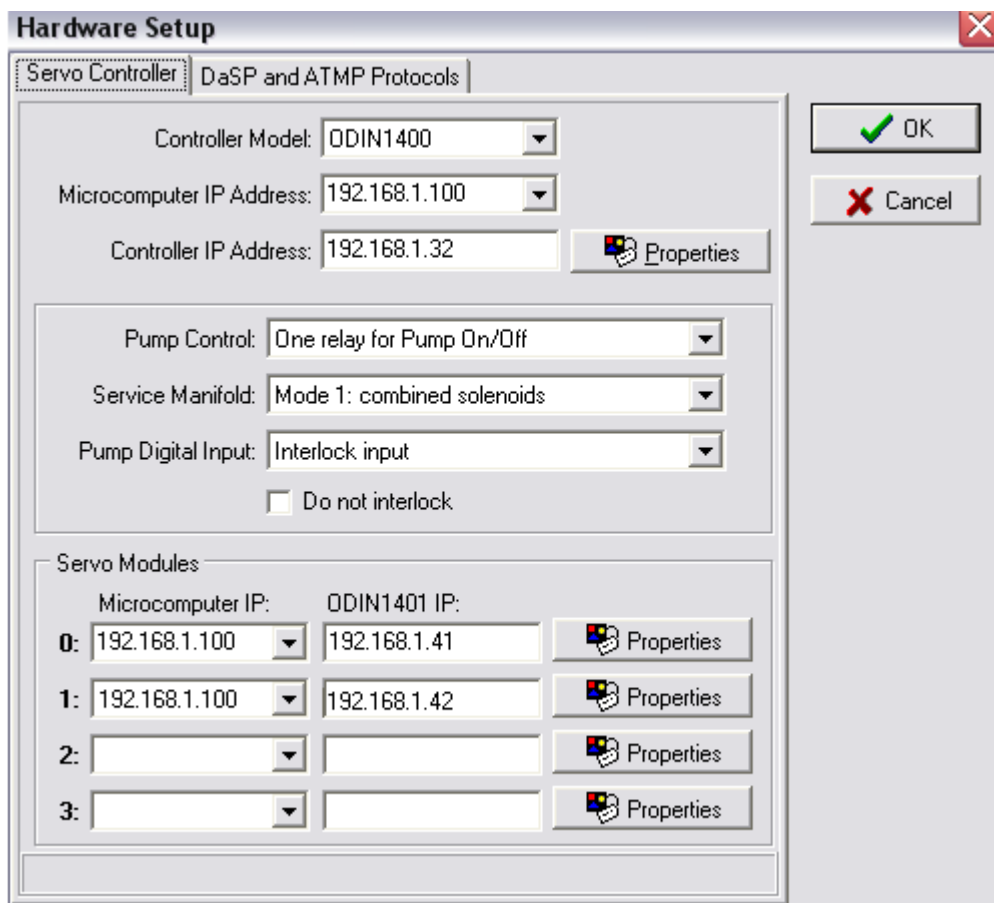 Hardware Setup
Servo Controller DaSP and ATMP Protocols
OK
Cancel
Controller Model: ODIN1400
Microcomputer IP Address: 192.168.1.100
Controller IP Address: 192.168.1.32 Properties
Pump Control: One relay for Pump On/Off
Service Manifold: Mode 1: combined solenoids
Pump Digital Input: Interlock input
Do not interlock
Servo Modules
Microcomputer IP: ODIN1401 IP:
0: 192.168.1.100 192.168.1.41 Properties
1: 192.168.1.100 192.168.1.42 Properties
2: Properties
3: Properties